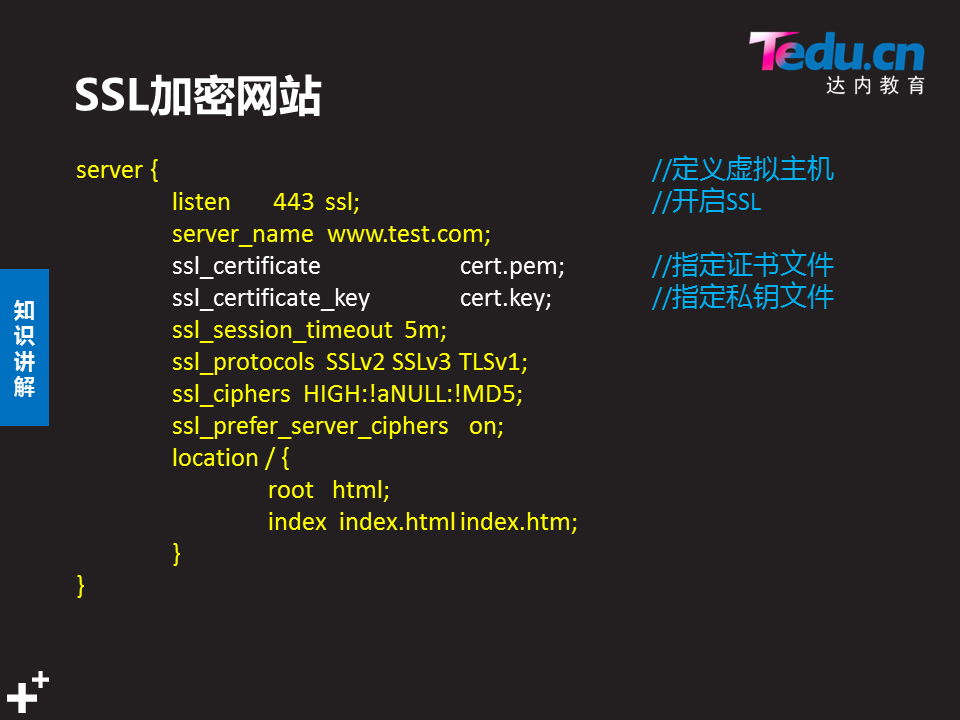 Tedu.cn
达内教育
SSL加密网站
server { //定义虚拟主机
listen 443 ssl; //开启SSL
server_name www.test.com;
ssl_certificate cert.pem; //指定证书文件
ssl_certificate_key cert.key; //指定私钥文件
ssl_session_timeout 5m;
ssl_protocols SSLv2 SSLv3 TLSv1;
ssl_ciphers HIGH:!aNULL:!MD5;
ssl_prefer_server_ciphers on;
location / {
root html;
index index.html index.htm;
}
}
知识讲解